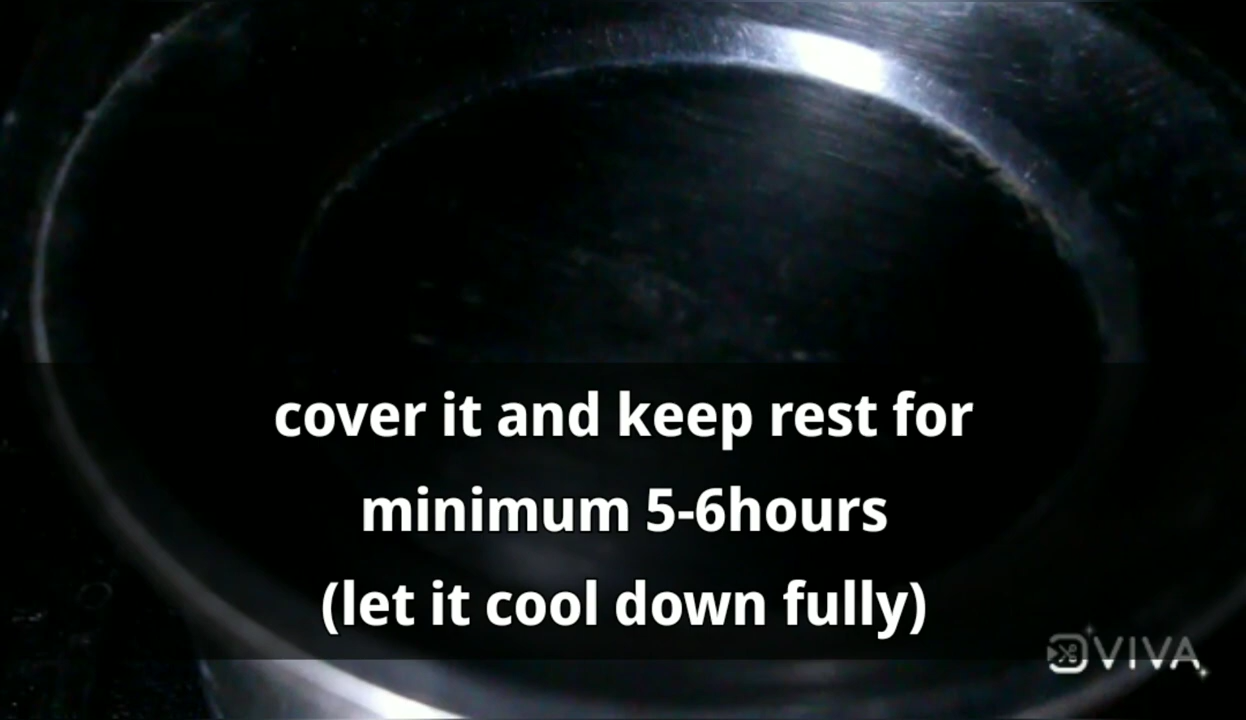 cover it and keep rest for
minimum 5-6hours
(let it cool down fully)
VIVA